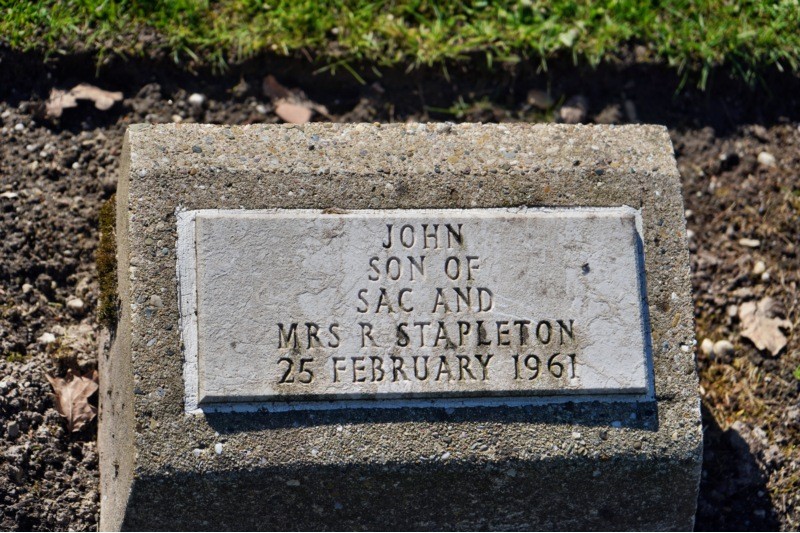 JOHN
SON OF
SAC AND
MRS R STAPLETON
25 FEBRUARY 1961